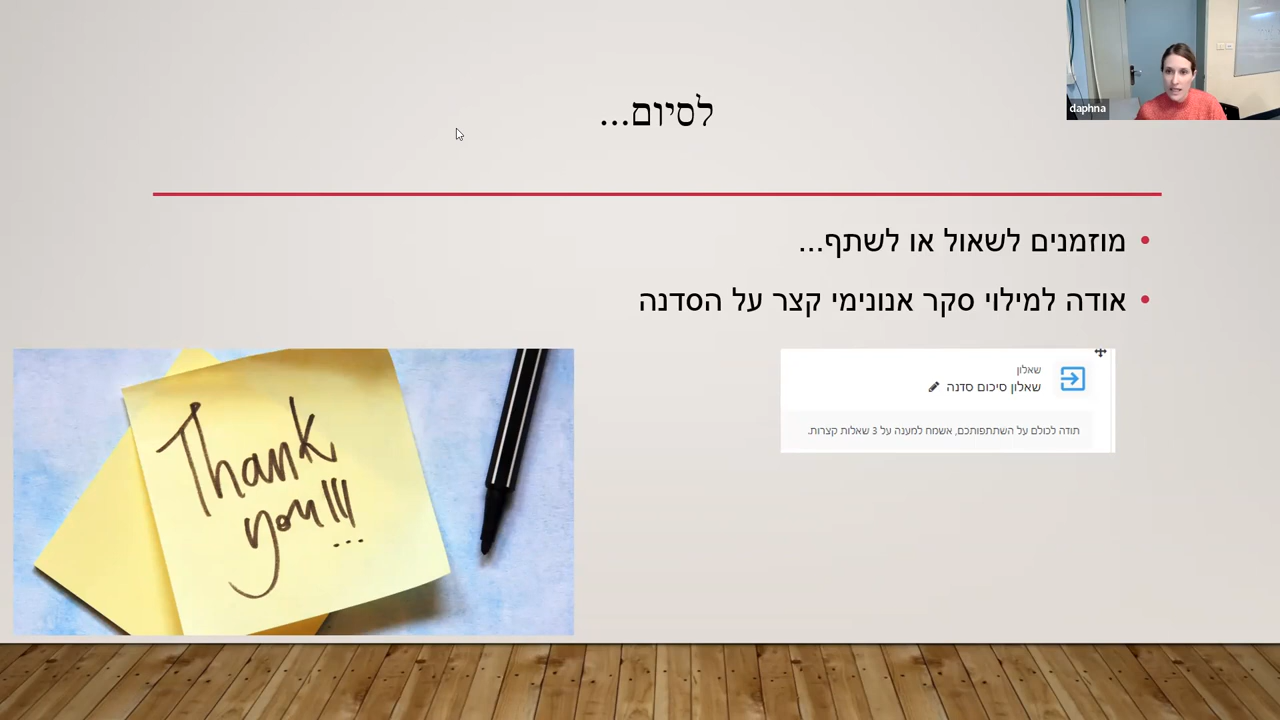 daphna
לסיום...
מוזמנים לשאול או לשתף...
אודה למילוי סקר אנונימי קצר על הסדנה
שאלון
שאלון סיכום סדנה
תודה לכולם על השתתפותכם, אשמח למענה על 3 שאלות קצרות.
Thank
you!!!
...